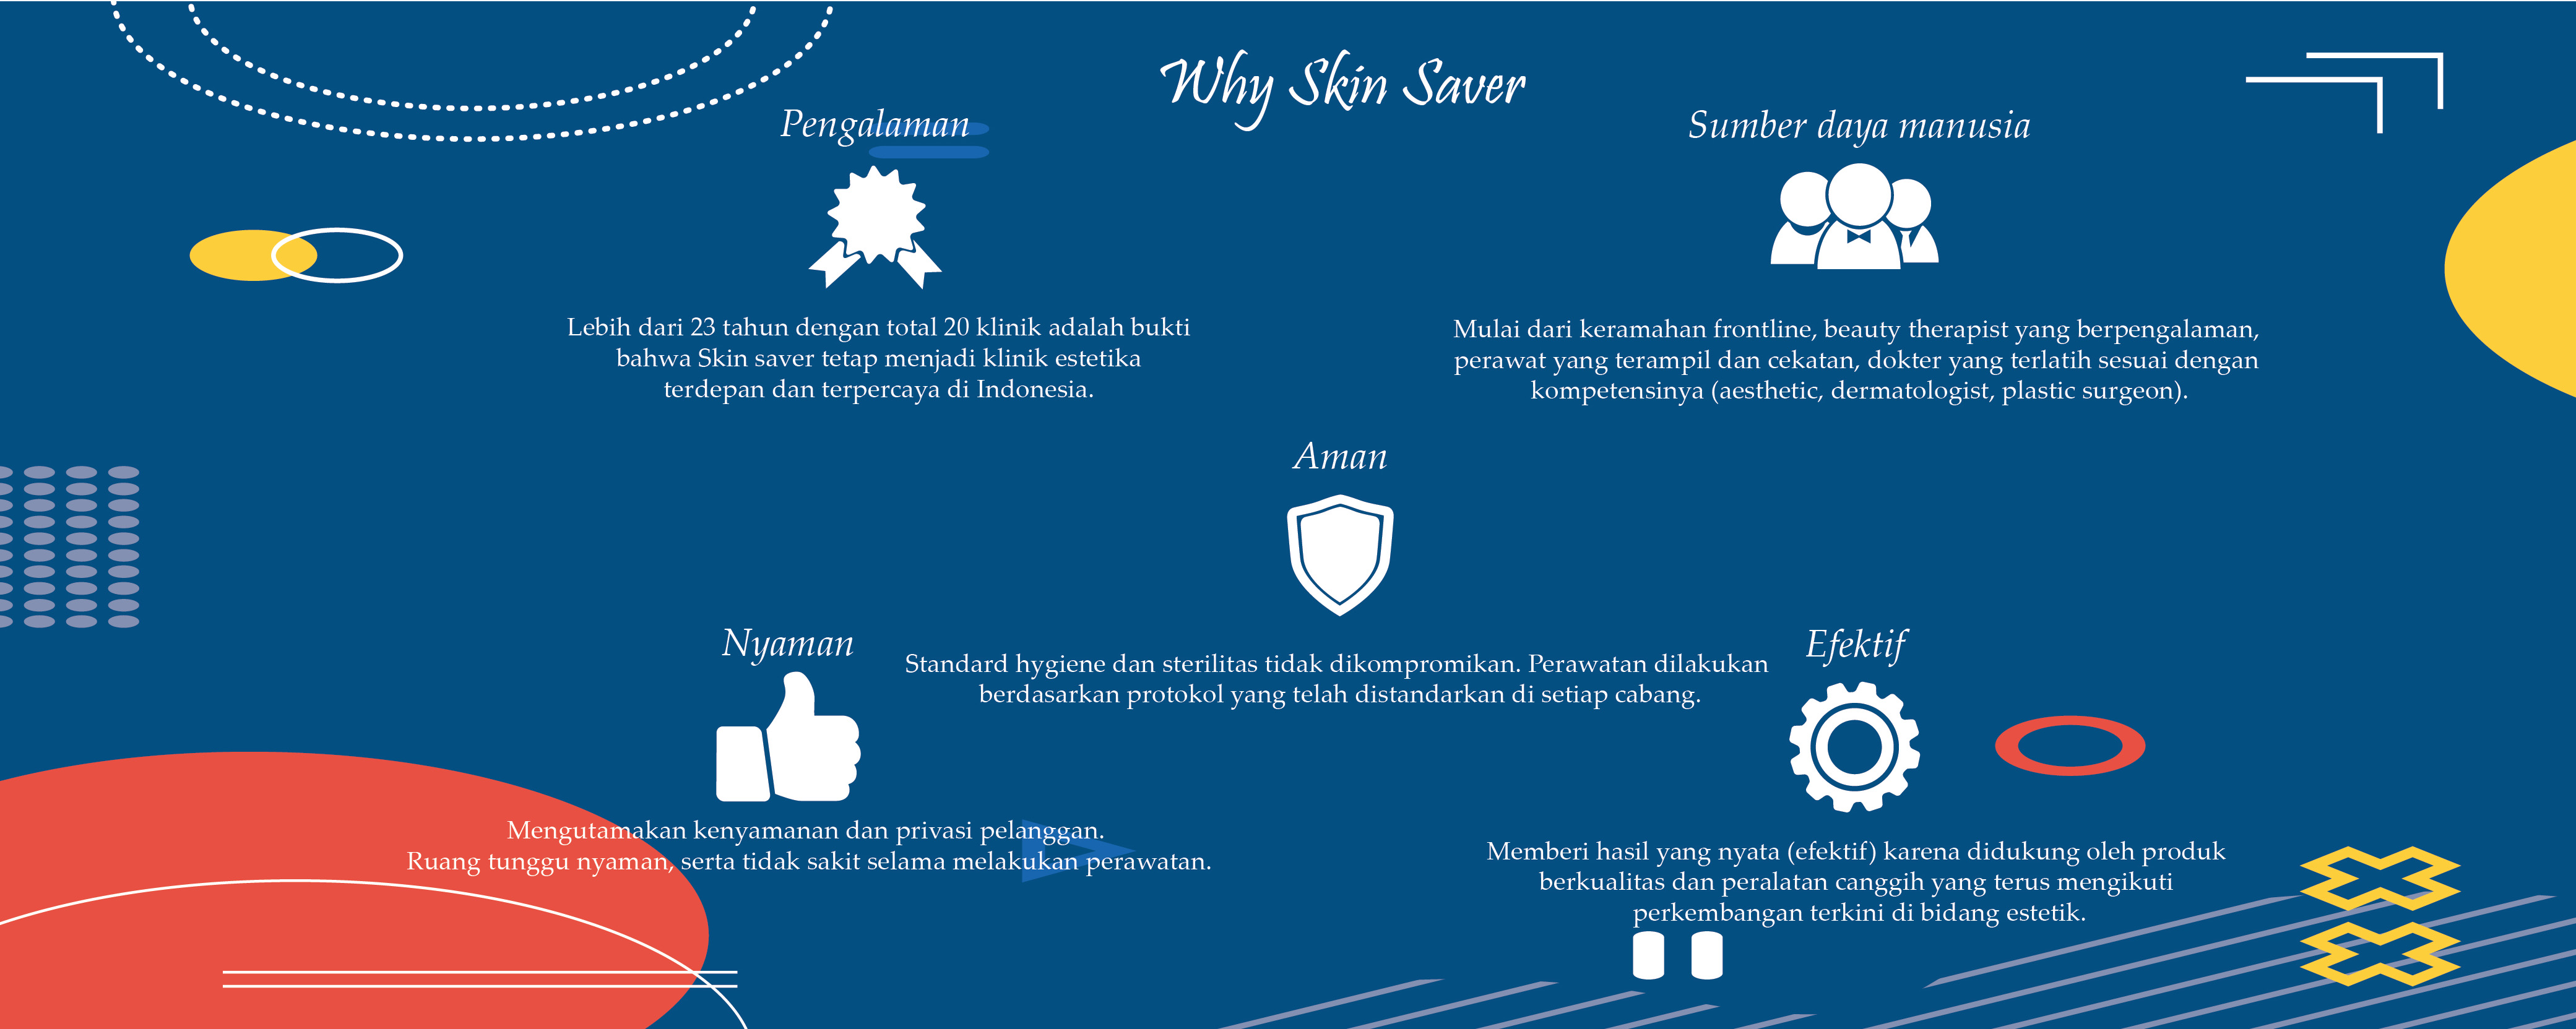 Why Skin Saver
Pengalaman
Lebih dari 23 tahun dengan total 20 klinik adalah bukti
bahwa Skin saver tetap menjadi klinik estetika
terdepan dan terpercaya di Indonesia.
Sumber daya manusia
Mulai dari keramahan frontline, beauty therapist yang berpengalaman,
perawat yang terampil dan cekatan, dokter yang terlatih sesuai dengan
kompetensinya (aesthetic, dermatologist, plastic surgeon).
Aman
Standard hygiene dan sterilitas tidak dikompromikan. Perawatan dilakukan
berdasarkan protokol yang telah distandarkan di setiap cabang.
Nyaman
Mengutamakan kenyamanan dan privasi pelanggan.
Ruang tunggu nyaman, serta tidak sakit selama melakukan perawatan.
Efektif
Memberi hasil yang nyata (efektif) karena didukung oleh produk
berkualitas dan peralatan canggih yang terus mengikuti
perkembangan terkini di bidang estetik.